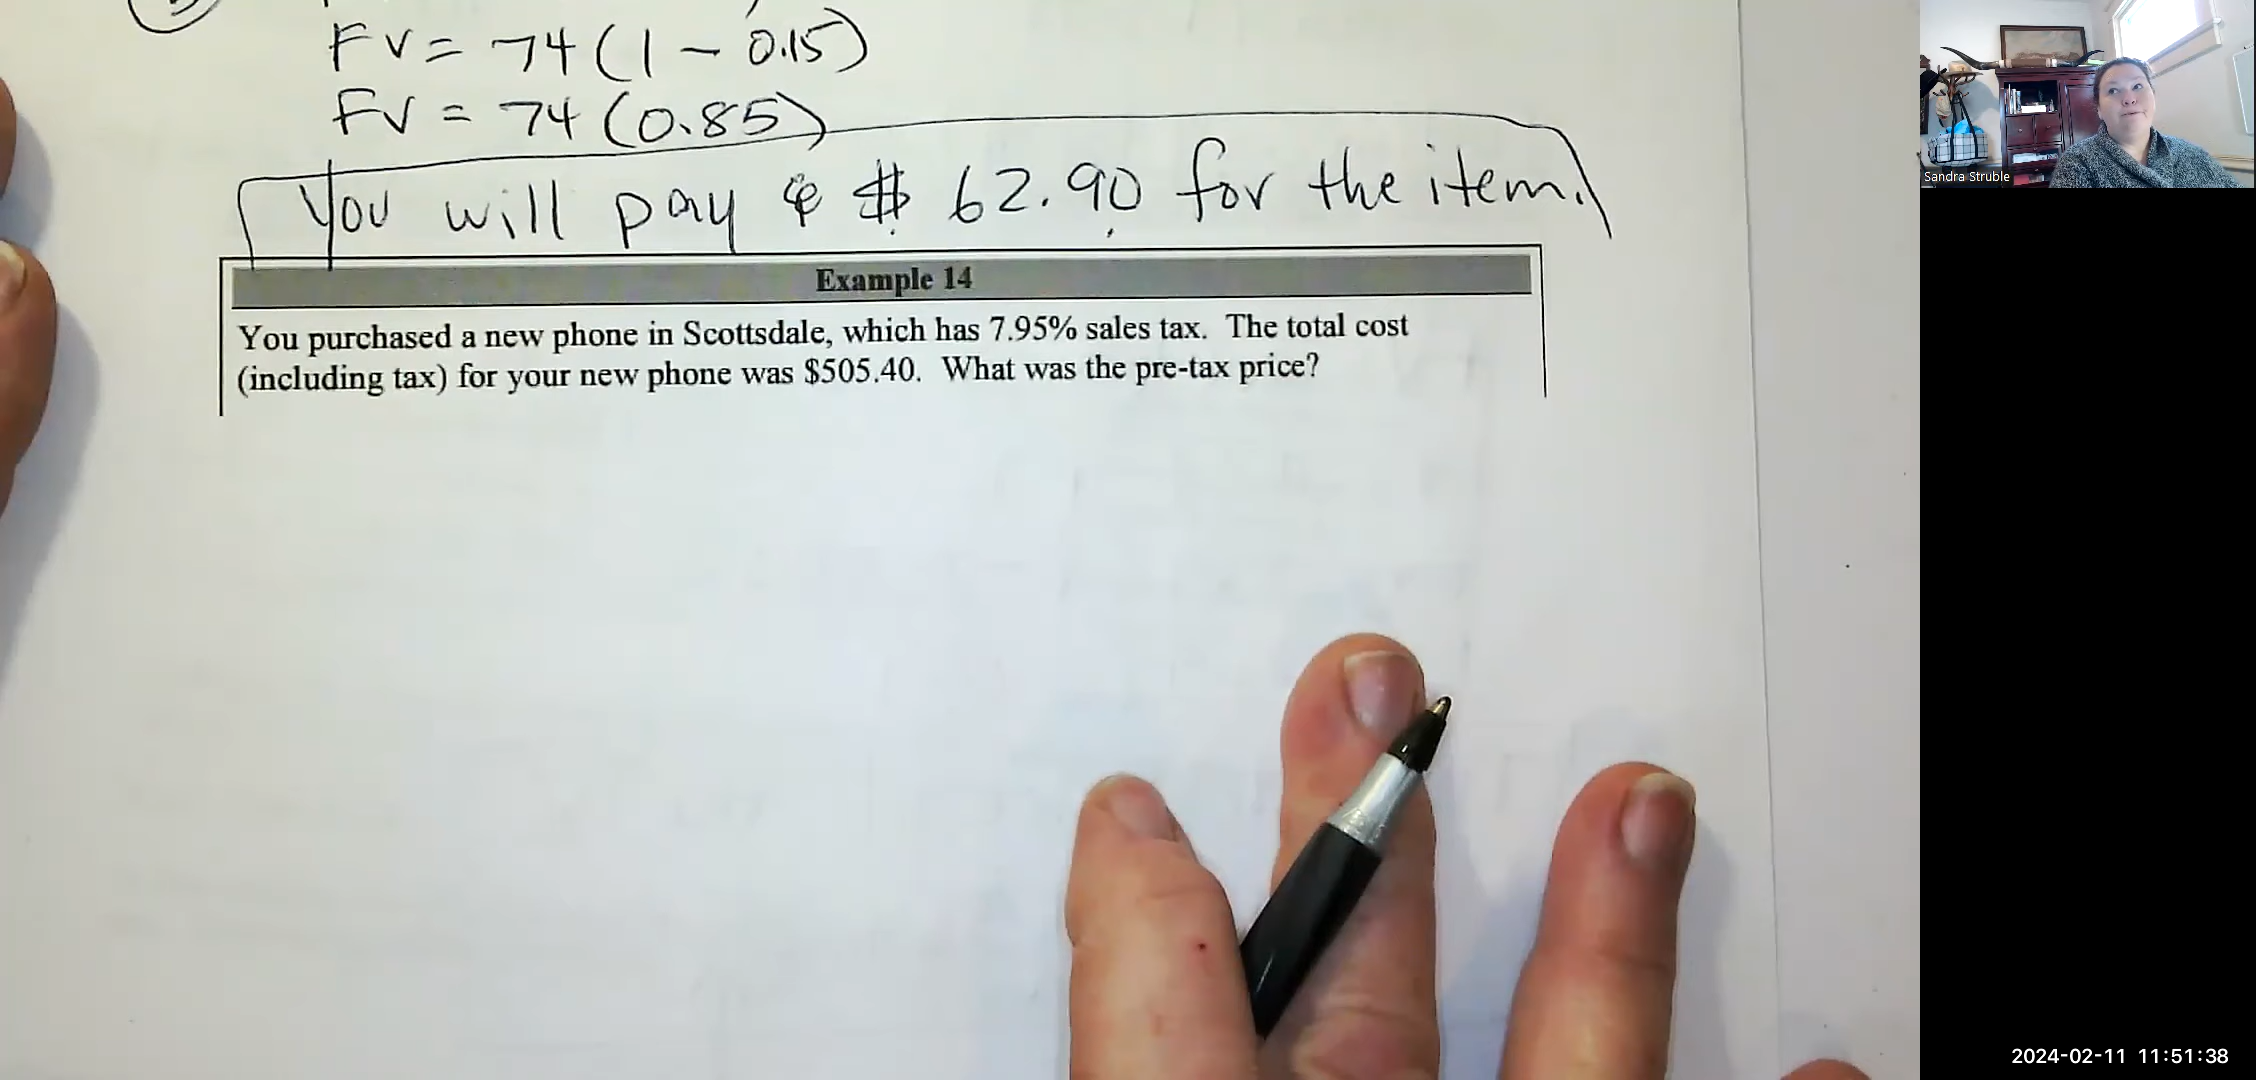 FV = 74(1 - 0.15)
FV = 74(0.85)
You will pay $ 62.90 for the item.
Example 14
You purchased a new phone in Scottsdale, which has 7.95% sales tax. The total cost
(including tax) for your new phone was $505.40. What was the pre-tax price?
Sandra Struble
2024-02-11 11:51:38